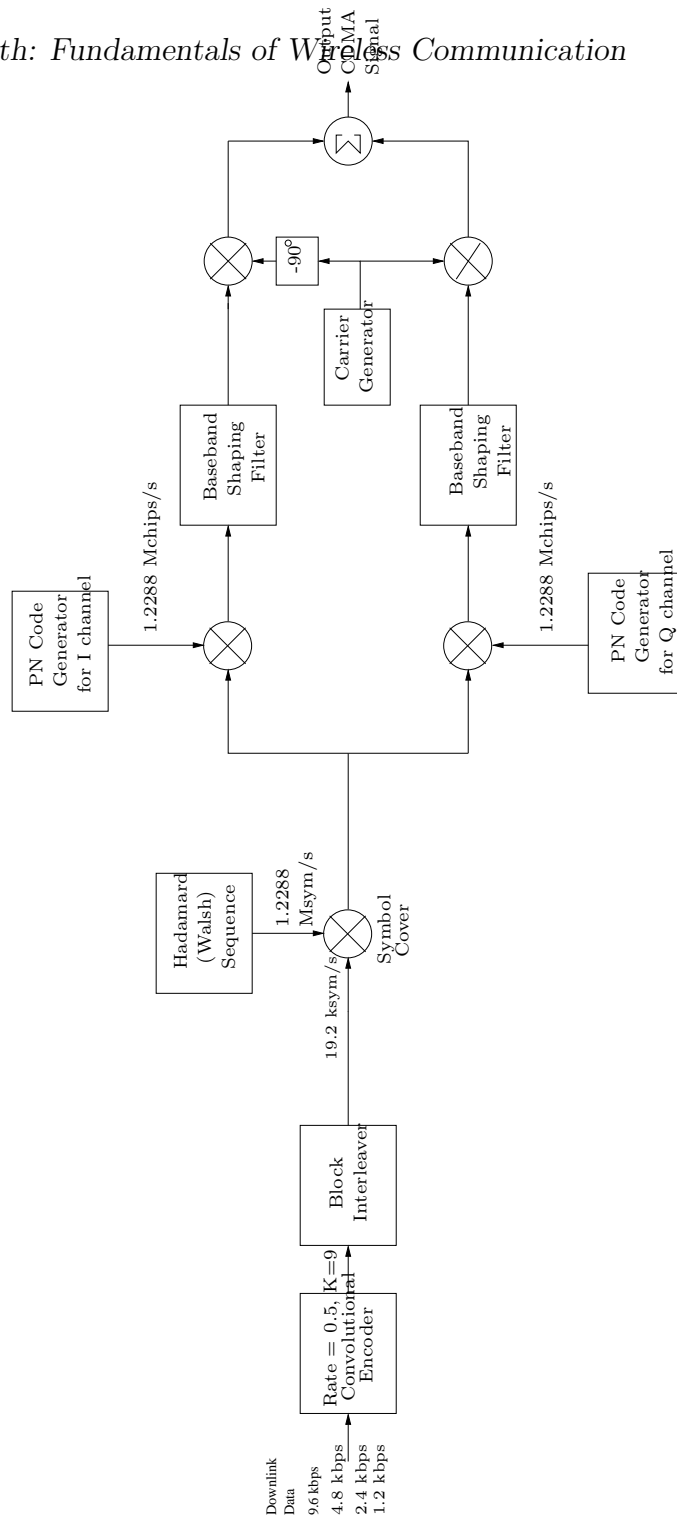 th: Fundamentals of Wireless Communication
Downlink
Data
9.6 kbps
4.8 kbps
2.4 kbps
1.2 kbps
Rate = 0.5, K=9
Convolutional
Encoder
Block
Interleaver
19.2 ksym/s
Hadamard
(Walsh)
Sequence
1.2288
Msym/s
Symbol
Cover
PN Code
Generator
for I channel
1.2288 Mchips/s
PN Code
Generator
for Q channel
1.2288 Mchips/s
Baseband
Shaping
Filter
Baseband
Shaping
Filter
Carrier
Generator
-90°
Σ
Output
CDMA
Signal